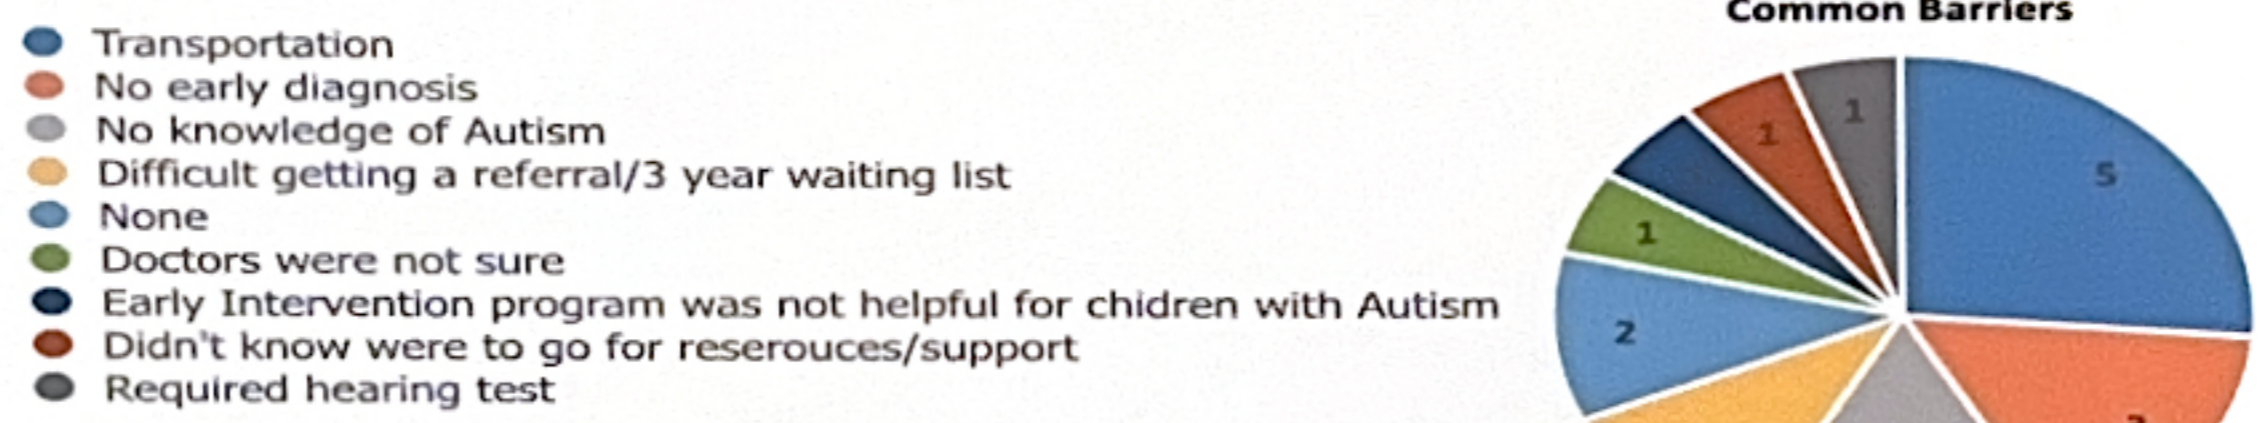 Common Barriers
Transportation
No early diagnosis
No knowledge of Autism
Difficult getting a referral/3 year waiting list
None
Doctors were not sure
Early Intervention program was not helpful for chidren with Autism
Didn't know were to go for reserouces/support
Required hearing test
1
1
5
1
2